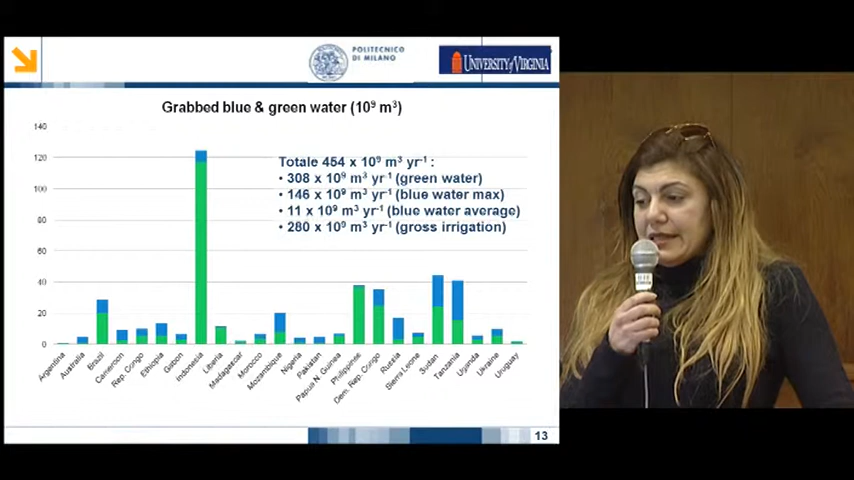 POLITECNICO
DI MILANO
UNIVERSITY of VIRGINIA
Grabbed blue & green water (10⁹ m³)
140
120
100
80
60
40
20
0
Totale 454 x 10⁹ m³ yr⁻¹ :
• 308 x 10⁹ m³ yr⁻¹ (green water)
• 146 x 10⁹ m³ yr⁻¹ (blue water max)
• 11 x 10⁹ m³ yr⁻¹ (blue water average)
• 280 x 10⁹ m³ yr⁻¹ (gross irrigation)
Argentina
Australia
Brazil
Cameroon
Rep. Congo
Ethiopia
Gabon
Indonesia
Liberia
Madagascar
Morocco
Mozambique
Nigeria
Pakistan
Papua N. Guinea
Philippines
Dem. Rep. Congo
Russia
Sierra Leone
Sudan
Tanzania
Uganda
Ukraine
Uruguay
13